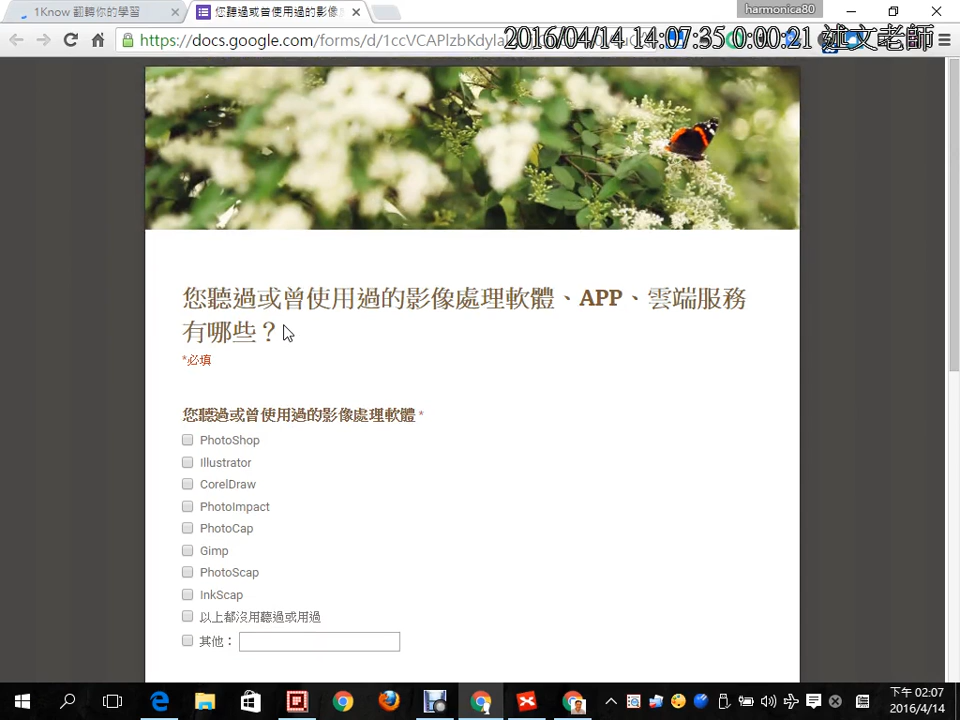 1Know 翻轉你的學習
您聽過或曾使用過的影像
harmonica80
https://docs.google.com/forms/d/1ccVCAPlzbKdyla
2016/04/14 14:07:35 0:00:21 述文老師
您聽過或曾使用過的影像處理軟體、APP、雲端服務
有哪些？
*必填
您聽過或曾使用過的影像處理軟體 *
PhotoShop
Illustrator
CorelDraw
PhotoImpact
PhotoCap
Gimp
PhotoScap
InkScap
以上都沒用聽過或用過
其他：
下午 02:07
2016/4/14